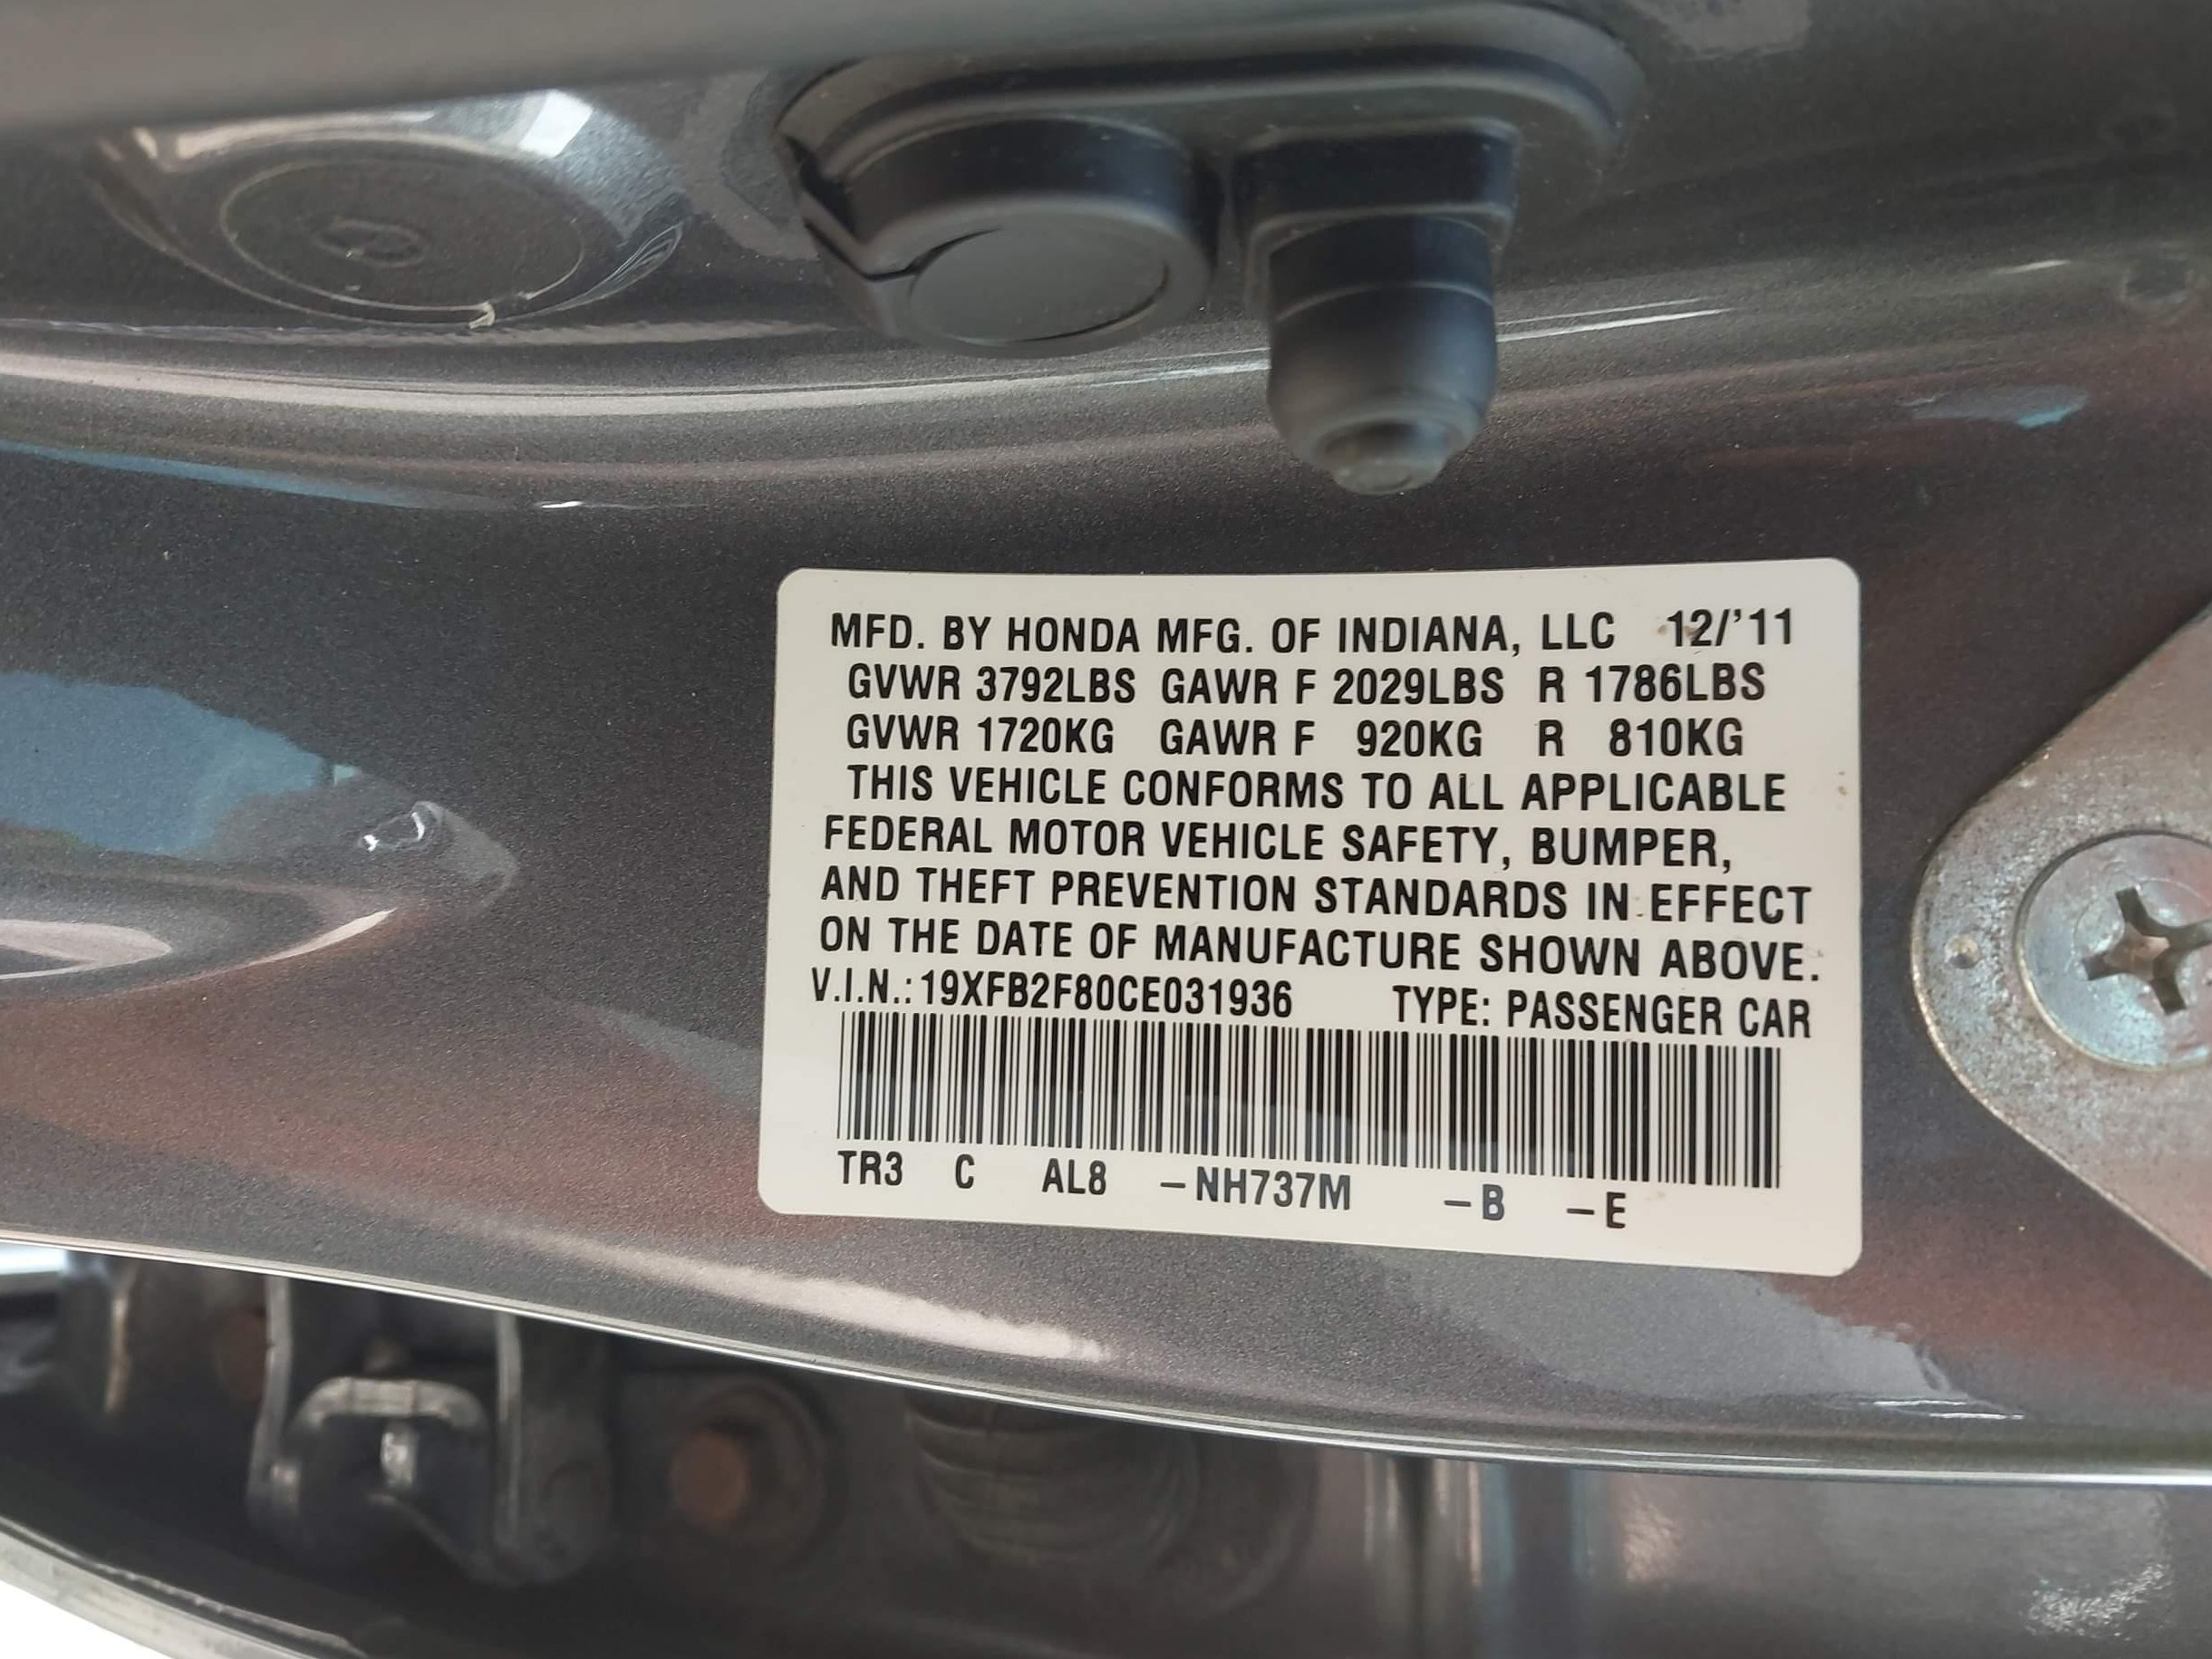 MFD. BY HONDA MFG. OF INDIANA, LLC 12/'11
GVWR 3792LBS GAWR F 2029LBS R 1786LBS
GVWR 1720KG GAWR F 920KG R 810KG
THIS VEHICLE CONFORMS TO ALL APPLICABLE
FEDERAL MOTOR VEHICLE SAFETY, BUMPER,
AND THEFT PREVENTION STANDARDS IN EFFECT
ON THE DATE OF MANUFACTURE SHOWN ABOVE.
V.I.N.: 19XFB2F80CE031936 TYPE: PASSENGER CAR
TR3 C AL8 –NH737M –B –E